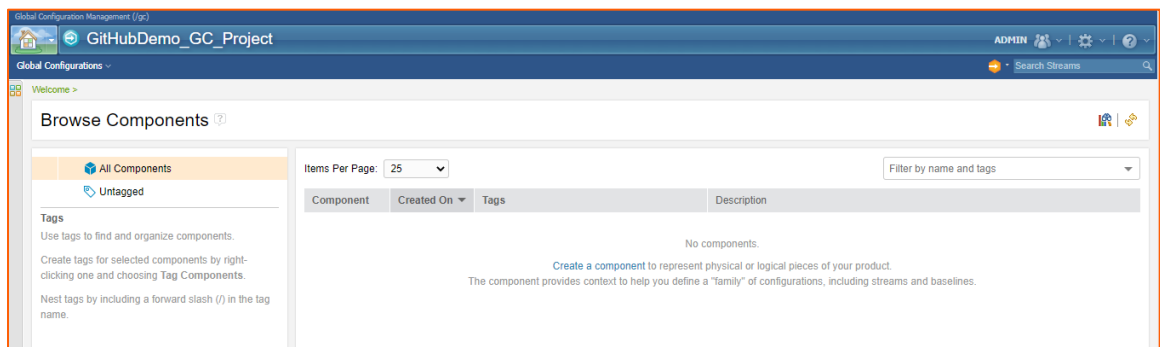 Global Configuration Management (/gc)
GitHubDemo_GC_Project
ADMIN
Global Configurations
Search Streams
Welcome >
Browse Components ?
All Components
Untagged
Tags
Use tags to find and organize components.
Create tags for selected components by right-
clicking one and choosing Tag Components.
Nest tags by including a forward slash (/) in the tag
name.
Items Per Page: 25
Filter by name and tags
Component Created On Tags Description
No components.
Create a component to represent physical or logical pieces of your product.
The component provides context to help you define a "family" of configurations, including streams and baselines.